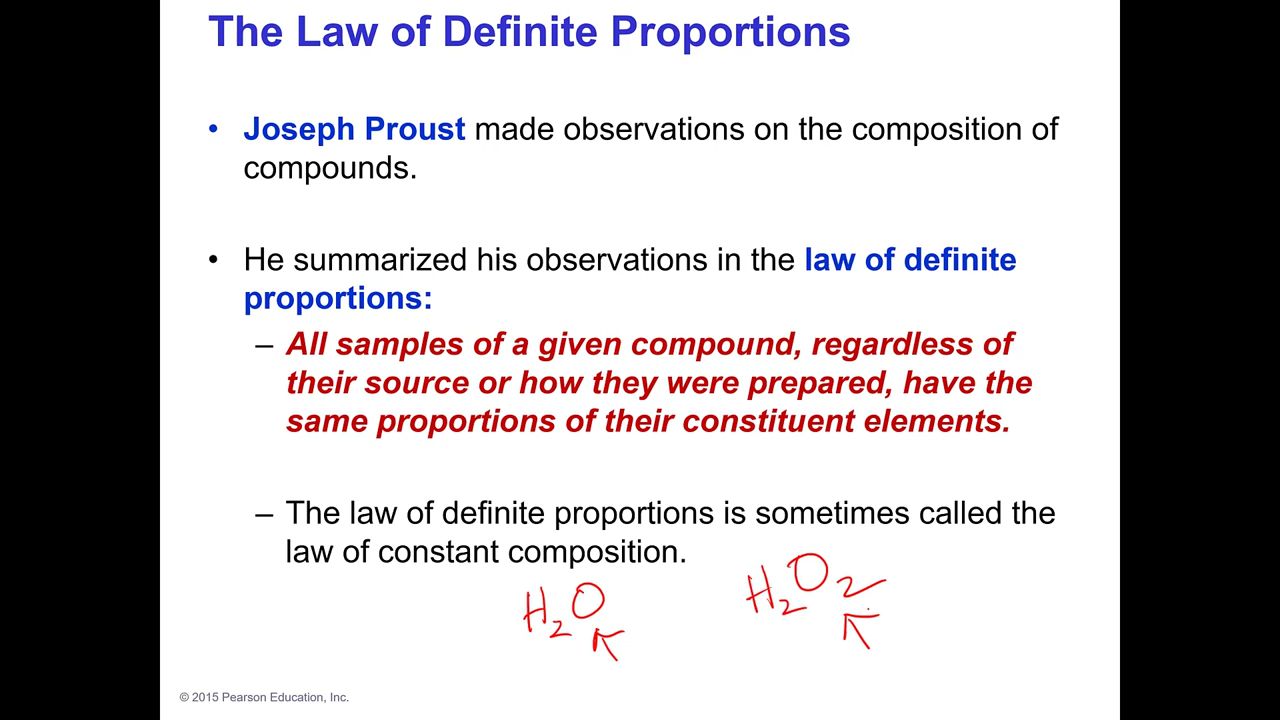 The Law of Definite Proportions
• Joseph Proust made observations on the composition of
compounds.
• He summarized his observations in the law of definite
proportions:
– All samples of a given compound, regardless of
their source or how they were prepared, have the
same proportions of their constituent elements.
– The law of definite proportions is sometimes called the
law of constant composition.
H₂O H₂O₂
© 2015 Pearson Education, Inc.